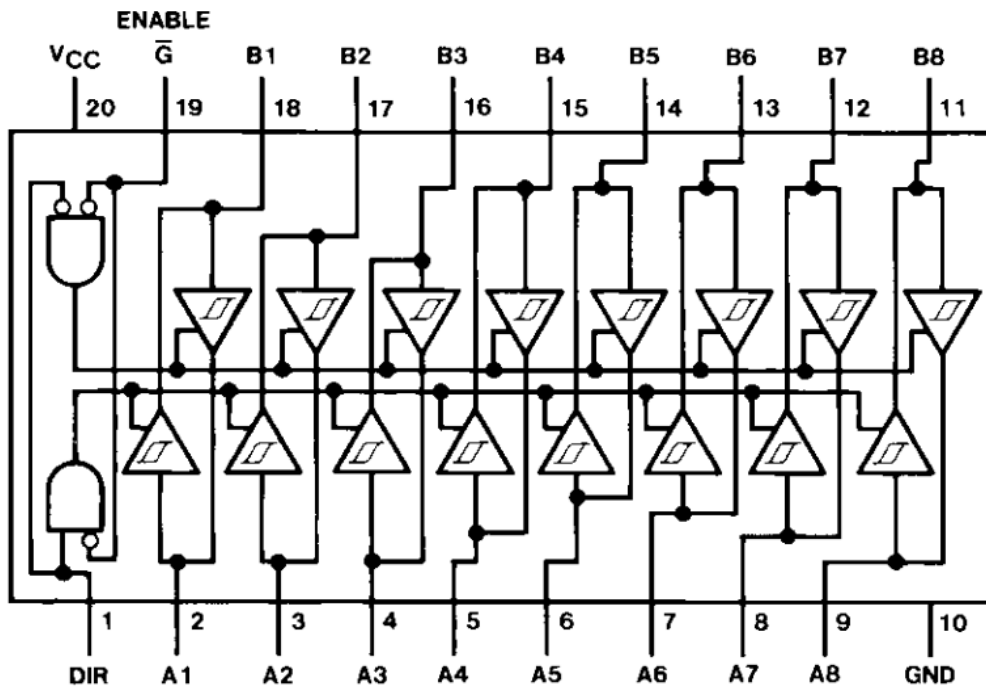 ENABLE
VCC G̅ B1 B2 B3 B4 B5 B6 B7 B8
20 19 18 17 16 15 14 13 12 11
1 2 3 4 5 6 7 8 9 10
DIR A1 A2 A3 A4 A5 A6 A7 A8 GND